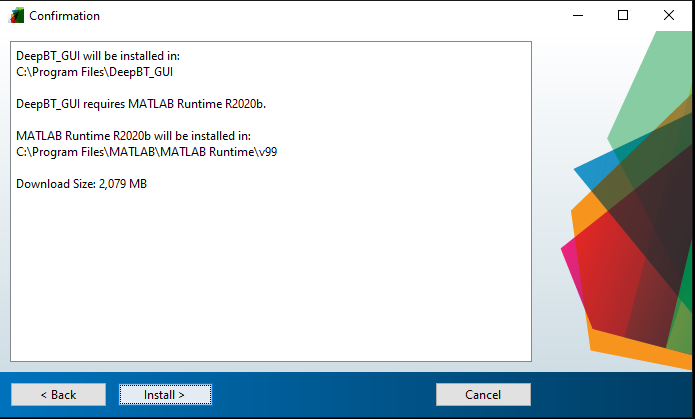 Confirmation
DeepBT_GUI will be installed in:
C:\Program Files\DeepBT_GUI
DeepBT_GUI requires MATLAB Runtime R2020b.
MATLAB Runtime R2020b will be installed in:
C:\Program Files\MATLAB\MATLAB Runtime\v99
Download Size: 2,079 MB
< Back
Install >
Cancel